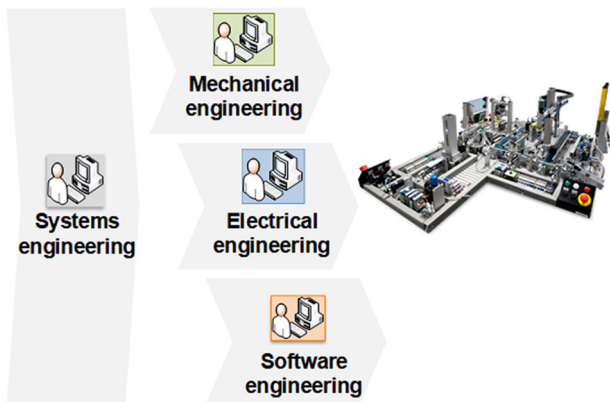 Mechanical
engineering
Systems
engineering
Electrical
engineering
Software
engineering